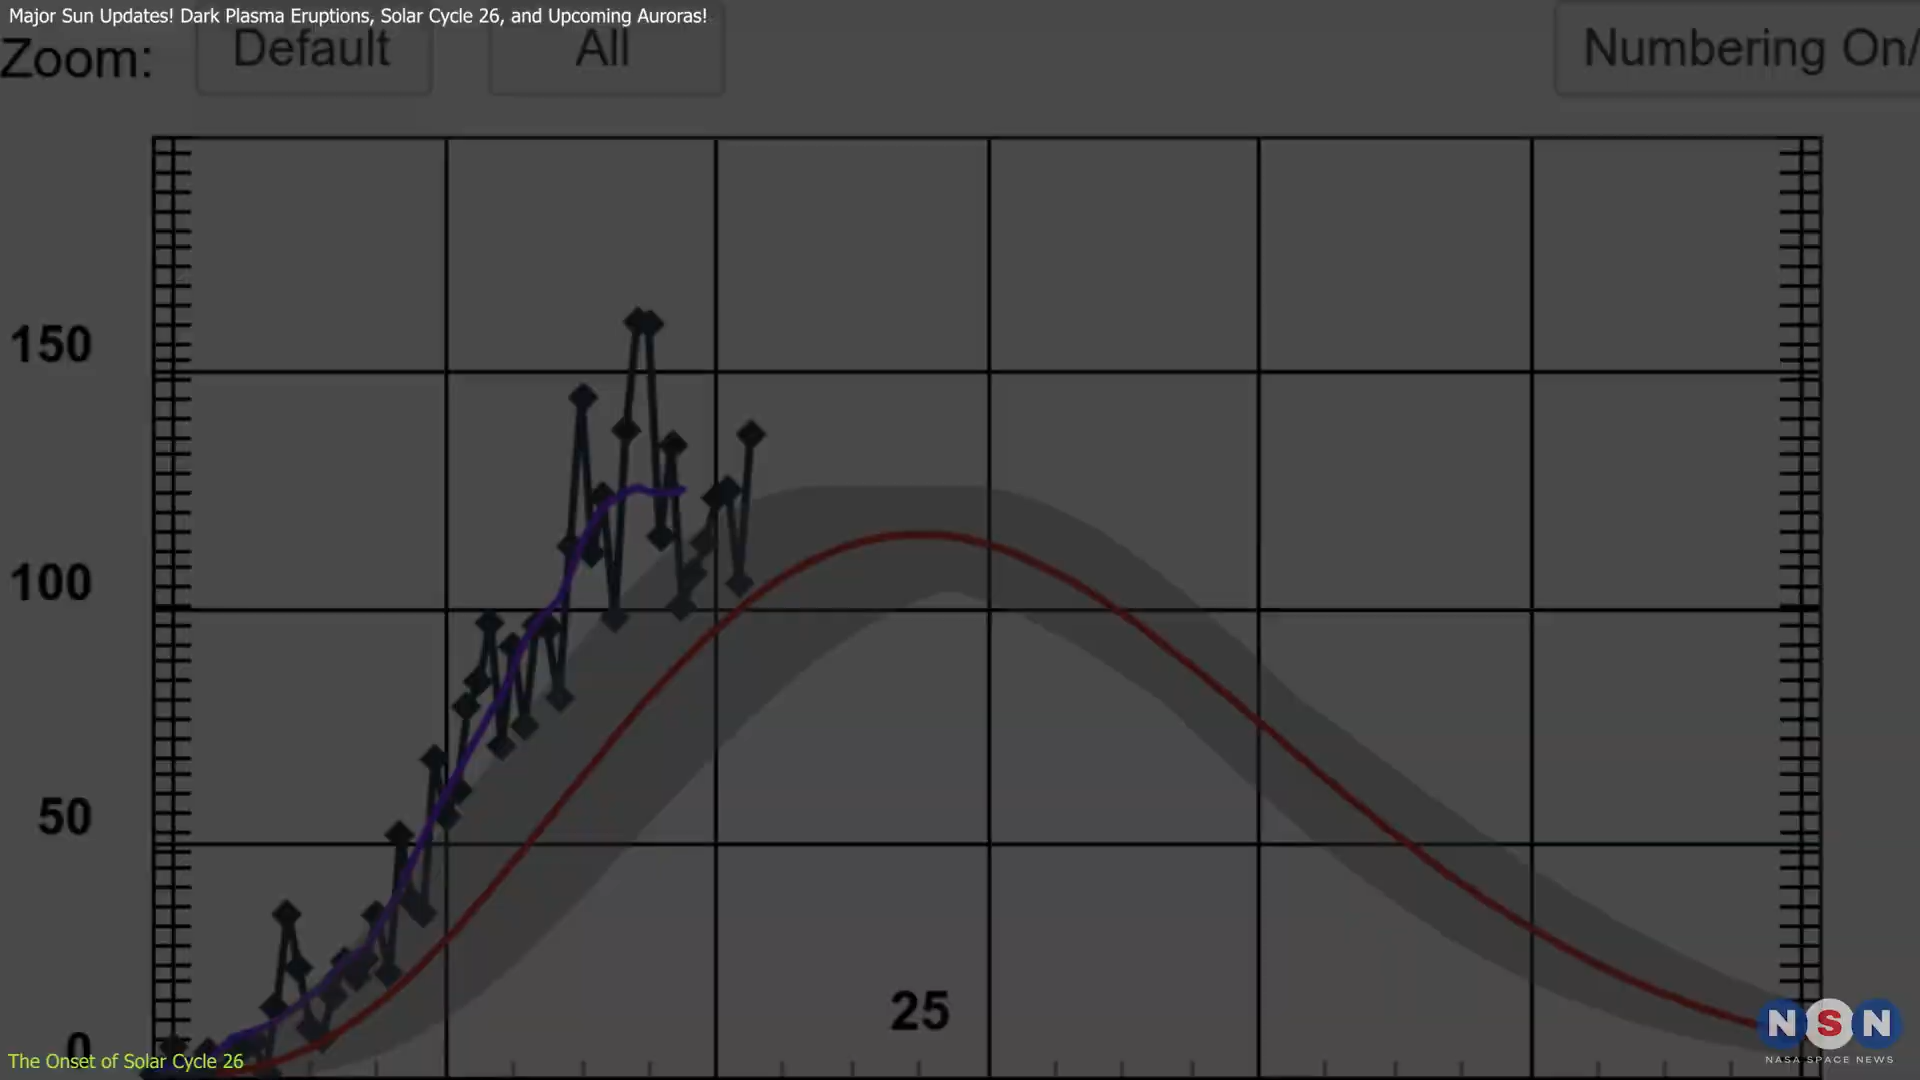 Major Sun Updates! Dark Plasma Eruptions, Solar Cycle 26, and Upcoming Auroras!
Zoom: Default All Numbering On/
150
100
50
25
0
The Onset of Solar Cycle 26
NSN
NASA SPACE NEWS